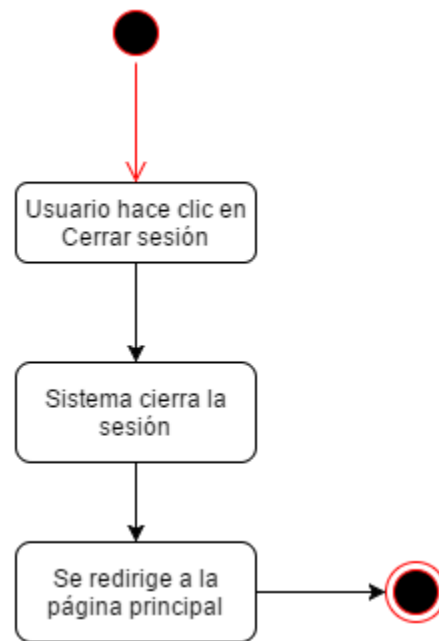 Usuario hace clic en
Cerrar sesión
Sistema cierra la
sesión
Se redirige a la
página principal